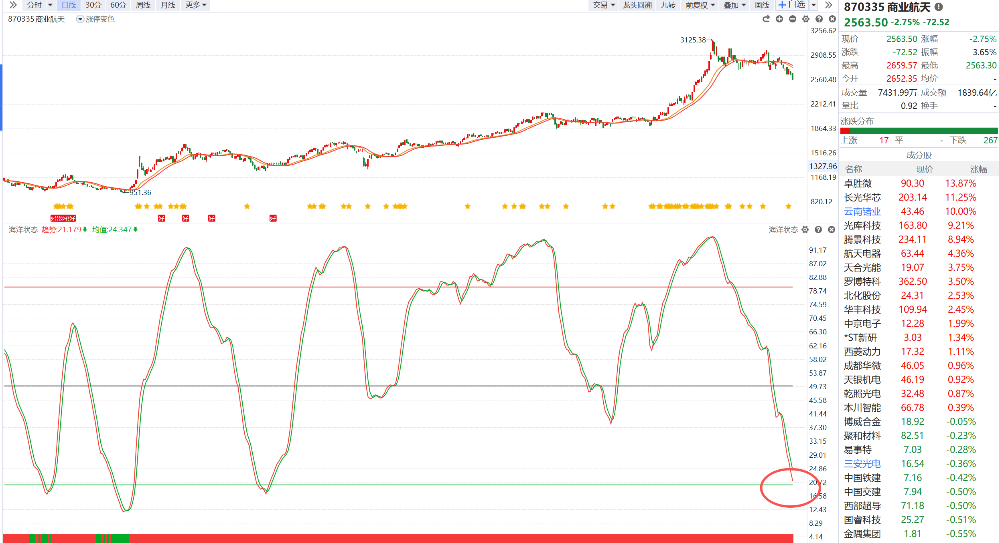 分时 日线 30分 60分 周线 月线 更多 交易 龙头回溯 九转 前复权 叠加 画线 自选
870335 商业航天 涨停变色
3256.62
3125.38
2908.55
2560.48
2212.41
1864.33
1516.26
1327.96
1168.19
951.36
820.12
好 好
好
好
好
好
海洋状态 趋势:21.179 均值:24.347 海洋状态
91.17
87.02
82.88
78.74
74.59
70.45
66.30
62.16
58.02
53.87
49.73
45.58
41.44
37.30
33.15
29.01
24.86
20.72
16.58
12.43
8.29
4.14
870335 商业航天
2563.50 -2.75% -72.52
现价 2563.50 涨幅 -2.75%
涨跌 -72.52 振幅 3.65%
最高 2659.57 最低 2563.30
今开 2652.35 均价 -
成交量 7431.99万 成交额 1839.64亿
量比 0.92 换手 -
涨跌分布
上涨 17 平 - 下跌 267
成分股
名称 现价 涨幅
卓胜微 90.30 13.87%
长光华芯 203.14 11.25%
云南锗业 43.46 10.00%
光库科技 163.80 9.21%
腾景科技 234.11 8.94%
航天电器 63.44 4.36%
天合光能 19.07 3.75%
罗博特科 362.50 3.50%
北化股份 24.31 2.53%
华丰科技 109.94 2.45%
中京电子 12.28 1.99%
*ST新研 3.03 1.34%
西菱动力 17.32 1.11%
成都华微 46.05 0.96%
天银机电 46.19 0.92%
乾照光电 32.48 0.87%
本川智能 66.78 0.39%
博威合金 18.92 -0.05%
聚和材料 82.51 -0.23%
易事特 7.03 -0.28%
三安光电 16.54 -0.36%
中国铁建 7.16 -0.42%
中国交建 7.94 -0.50%
西部超导 71.18 -0.50%
国睿科技 25.27 -0.51%
金隅集团 1.81 -0.55%